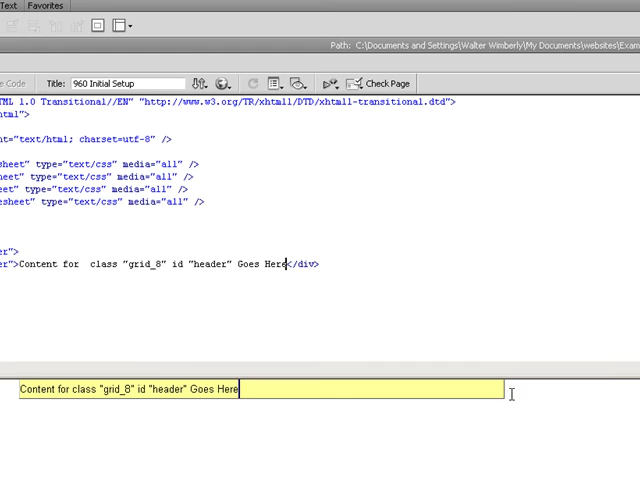 Text Favorites
Path: C:\Documents and Settings\Walter Wimberly\My Documents\websites\Exam
e Code Title: 960 Initial Setup Check Page
TML 1.0 Transitional//EN" "http://www.w3.org/TR/xhtml1/DTD/xhtml1-transitional.dtd">
html">
nt="text/html; charset=utf-8" />
sheet" type="text/css" media="all" />
sheet" type="text/css" media="all" />
sheet" type="text/css" media="all" />
esheet" type="text/css" media="all" />
er">
er">Content for class "grid_8" id "header" Goes Here</div>
Content for class "grid_8" id "header" Goes Here